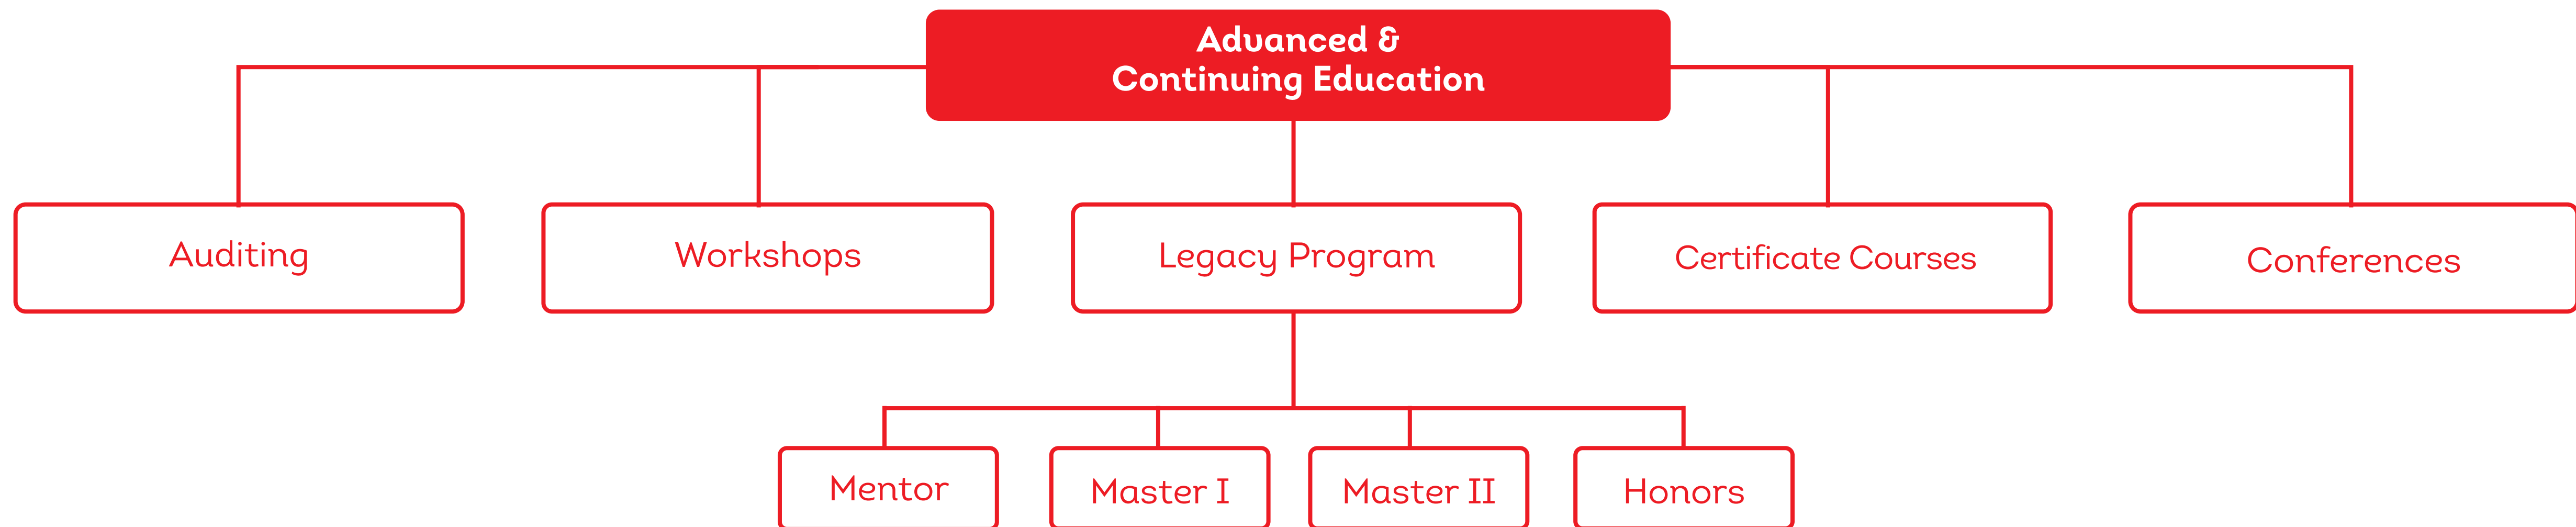 Advanced &
Continuing Education
Auditing
Workshops
Legacy Program
Certificate Courses
Conferences
Mentor
Master I
Master II
Honors